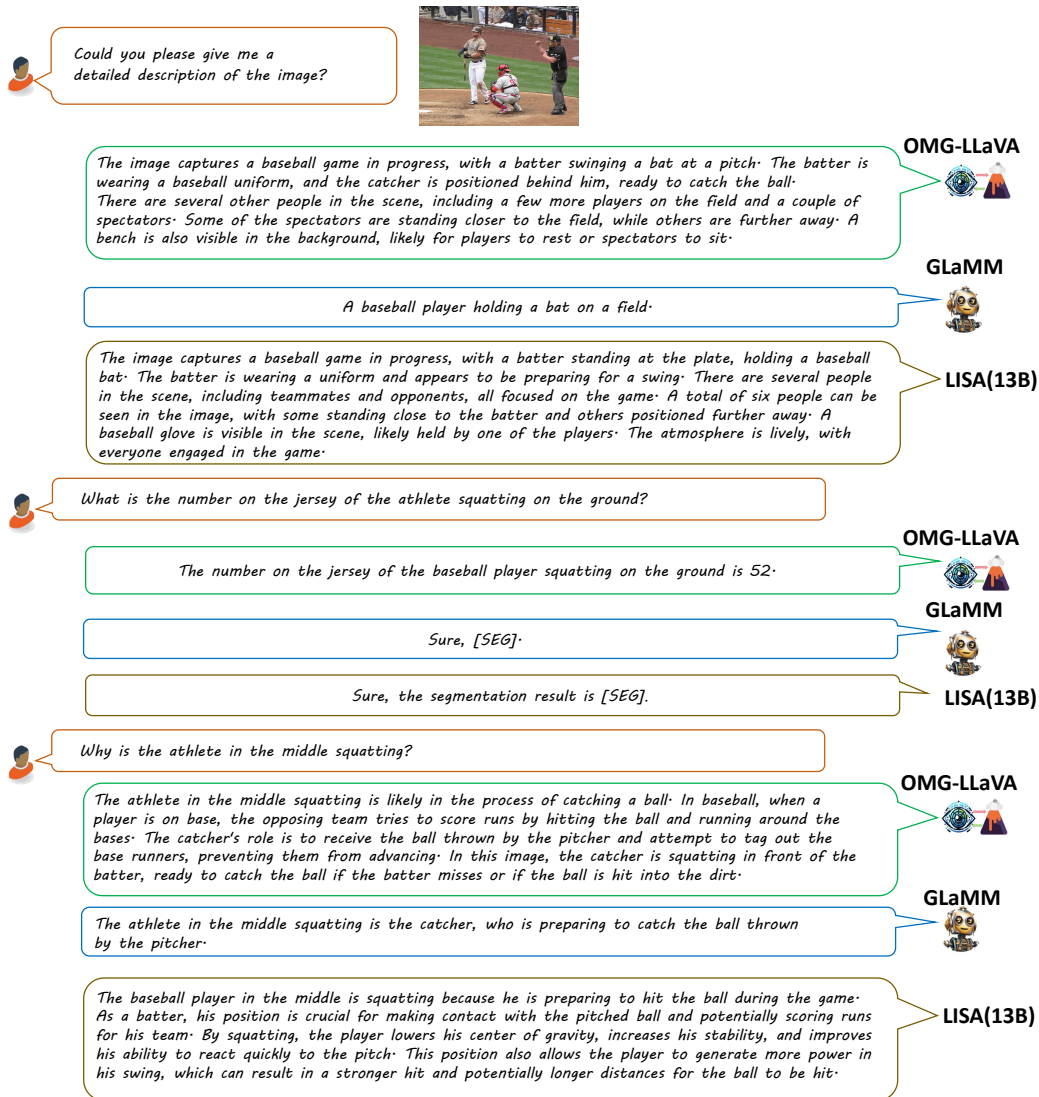 Could you please give me a
detailed description of the image?
OMG-LLaVA
The image captures a baseball game in progress, with a batter swinging a bat at a pitch. The batter is
wearing a baseball uniform, and the catcher is positioned behind him, ready to catch the ball.
There are several other people in the scene, including a few more players on the field and a couple of
spectators. Some of the spectators are standing closer to the field, while others are further away. A
bench is also visible in the background, likely for players to rest or spectators to sit.
GLaMM
A baseball player holding a bat on a field.
The image captures a baseball game in progress, with a batter standing at the plate, holding a baseball
bat. The batter is wearing a uniform and appears to be preparing for a swing. There are several people
in the scene, including teammates and opponents, all focused on the game. A total of six people can be
seen in the image, with some standing close to the batter and others positioned further away. A
baseball glove is visible in the scene, likely held by one of the players. The atmosphere is lively, with
everyone engaged in the game.
LISA(13B)
What is the number on the jersey of the athlete squatting on the ground?
OMG-LLaVA
The number on the jersey of the baseball player squatting on the ground is 52.
GLaMM
Sure, [SEG].
Sure, the segmentation result is [SEG].
LISA(13B)
Why is the athlete in the middle squatting?
OMG-LLaVA
The athlete in the middle squatting is likely in the process of catching a ball. In baseball, when a
player is on base, the opposing team tries to score runs by hitting the ball and running around the
bases. The catcher's role is to receive the ball thrown by the pitcher and attempt to tag out the
base runners, preventing them from advancing. In this image, the catcher is squatting in front of the
batter, ready to catch the ball if the batter misses or if the ball is hit into the dirt.
GLaMM
The athlete in the middle squatting is the catcher, who is preparing to catch the ball thrown
by the pitcher.
The baseball player in the middle is squatting because he is preparing to hit the ball during the game.
As a batter, his position is crucial for making contact with the pitched ball and potentially scoring runs
for his team. By squatting, the player lowers his center of gravity, increases his stability, and improves
his ability to react quickly to the pitch. This position also allows the player to generate more power in
his swing, which can result in a stronger hit and potentially longer distances for the ball to be hit.
LISA(13B)